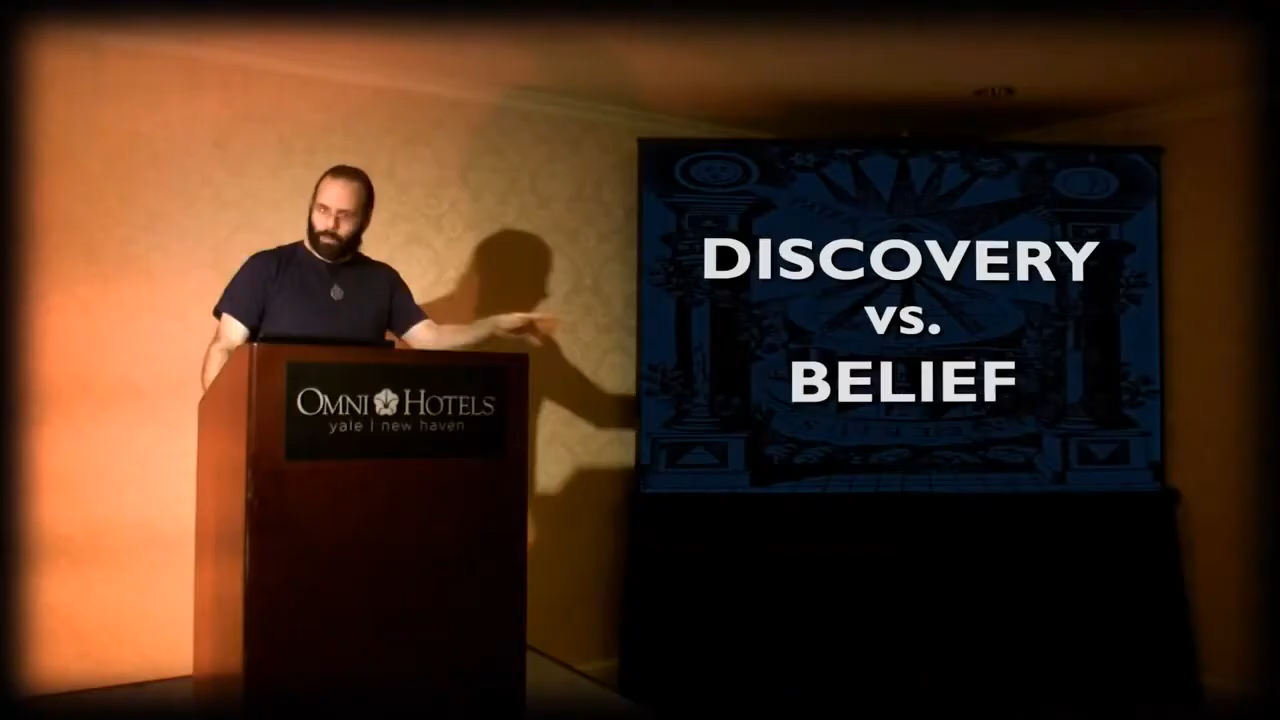 OMNI HOTELS
yale | new haven
DISCOVERY
vs.
BELIEF